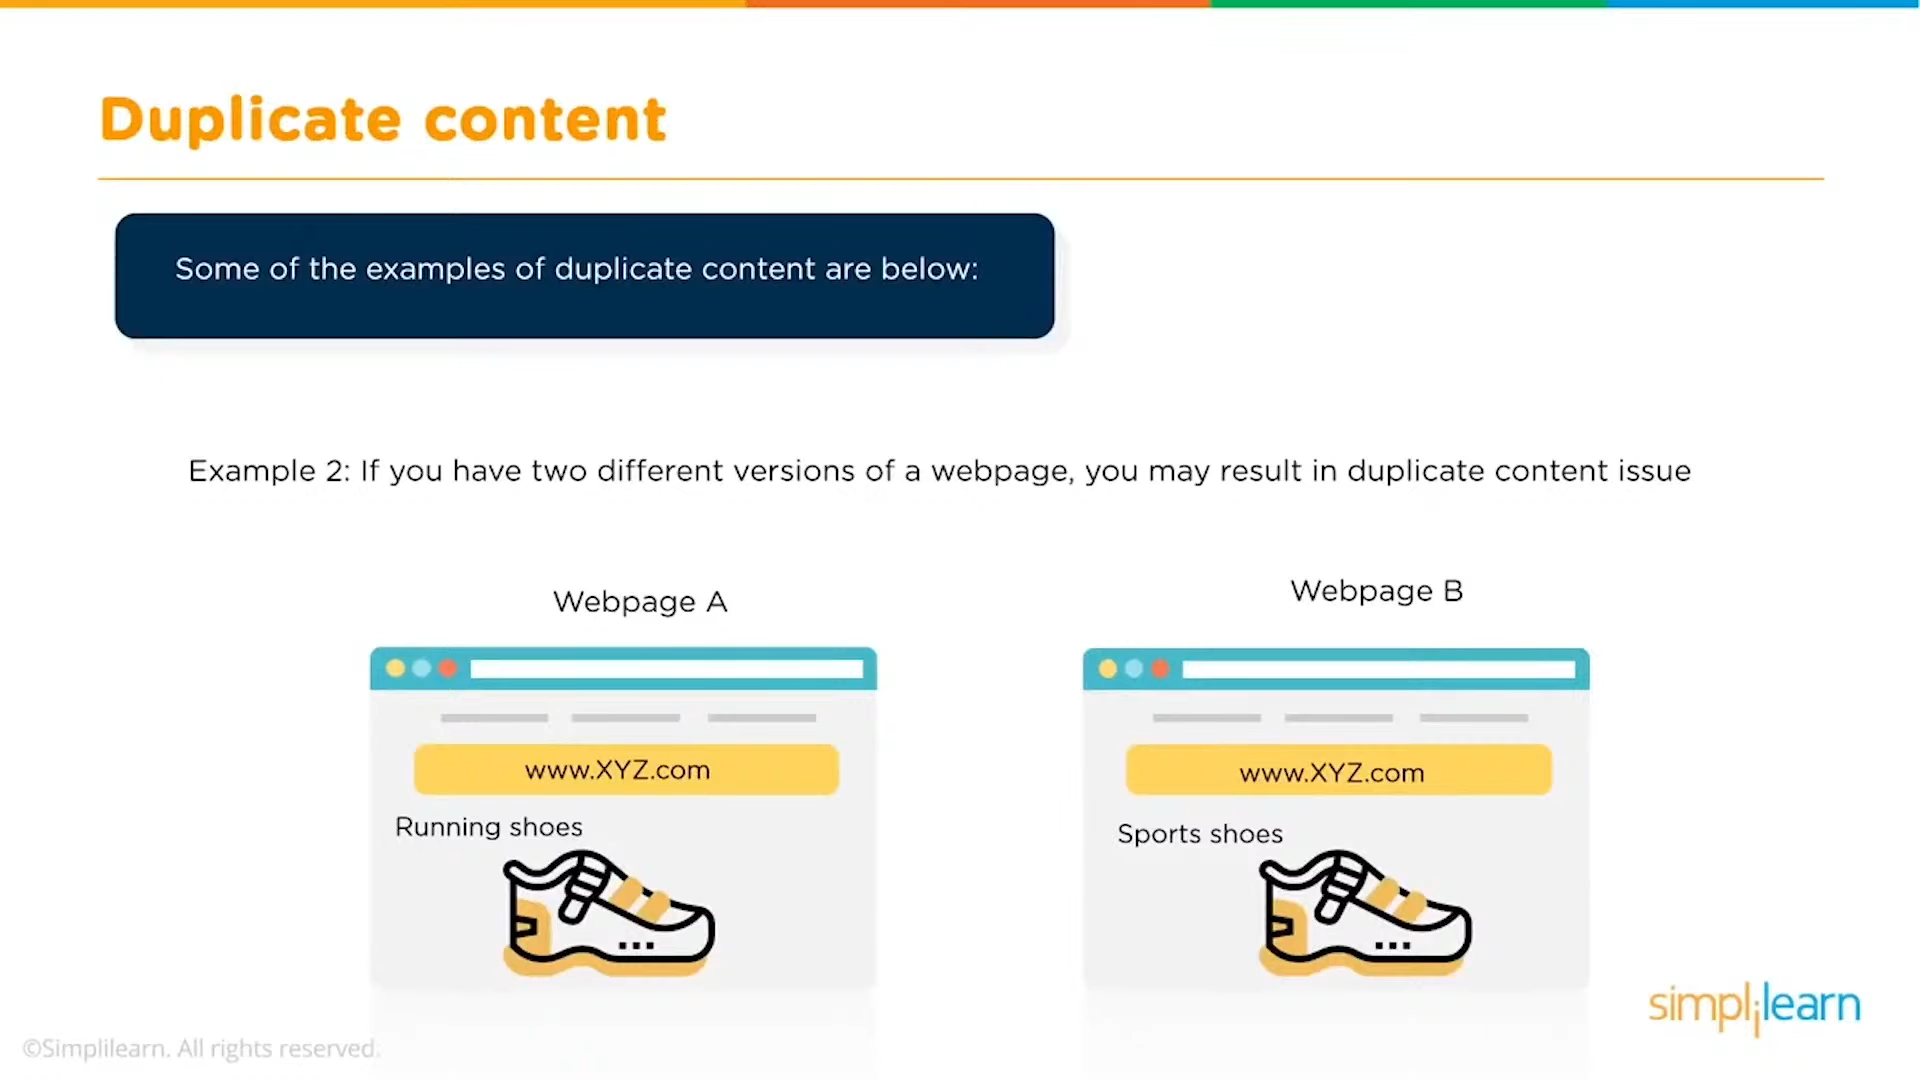 Duplicate content
Some of the examples of duplicate content are below:
Example 2: If you have two different versions of a webpage, you may result in duplicate content issue
Webpage A
Webpage B
www.XYZ.com
www.XYZ.com
Running shoes
Sports shoes
simplilearn
©Simplilearn. All rights reserved.